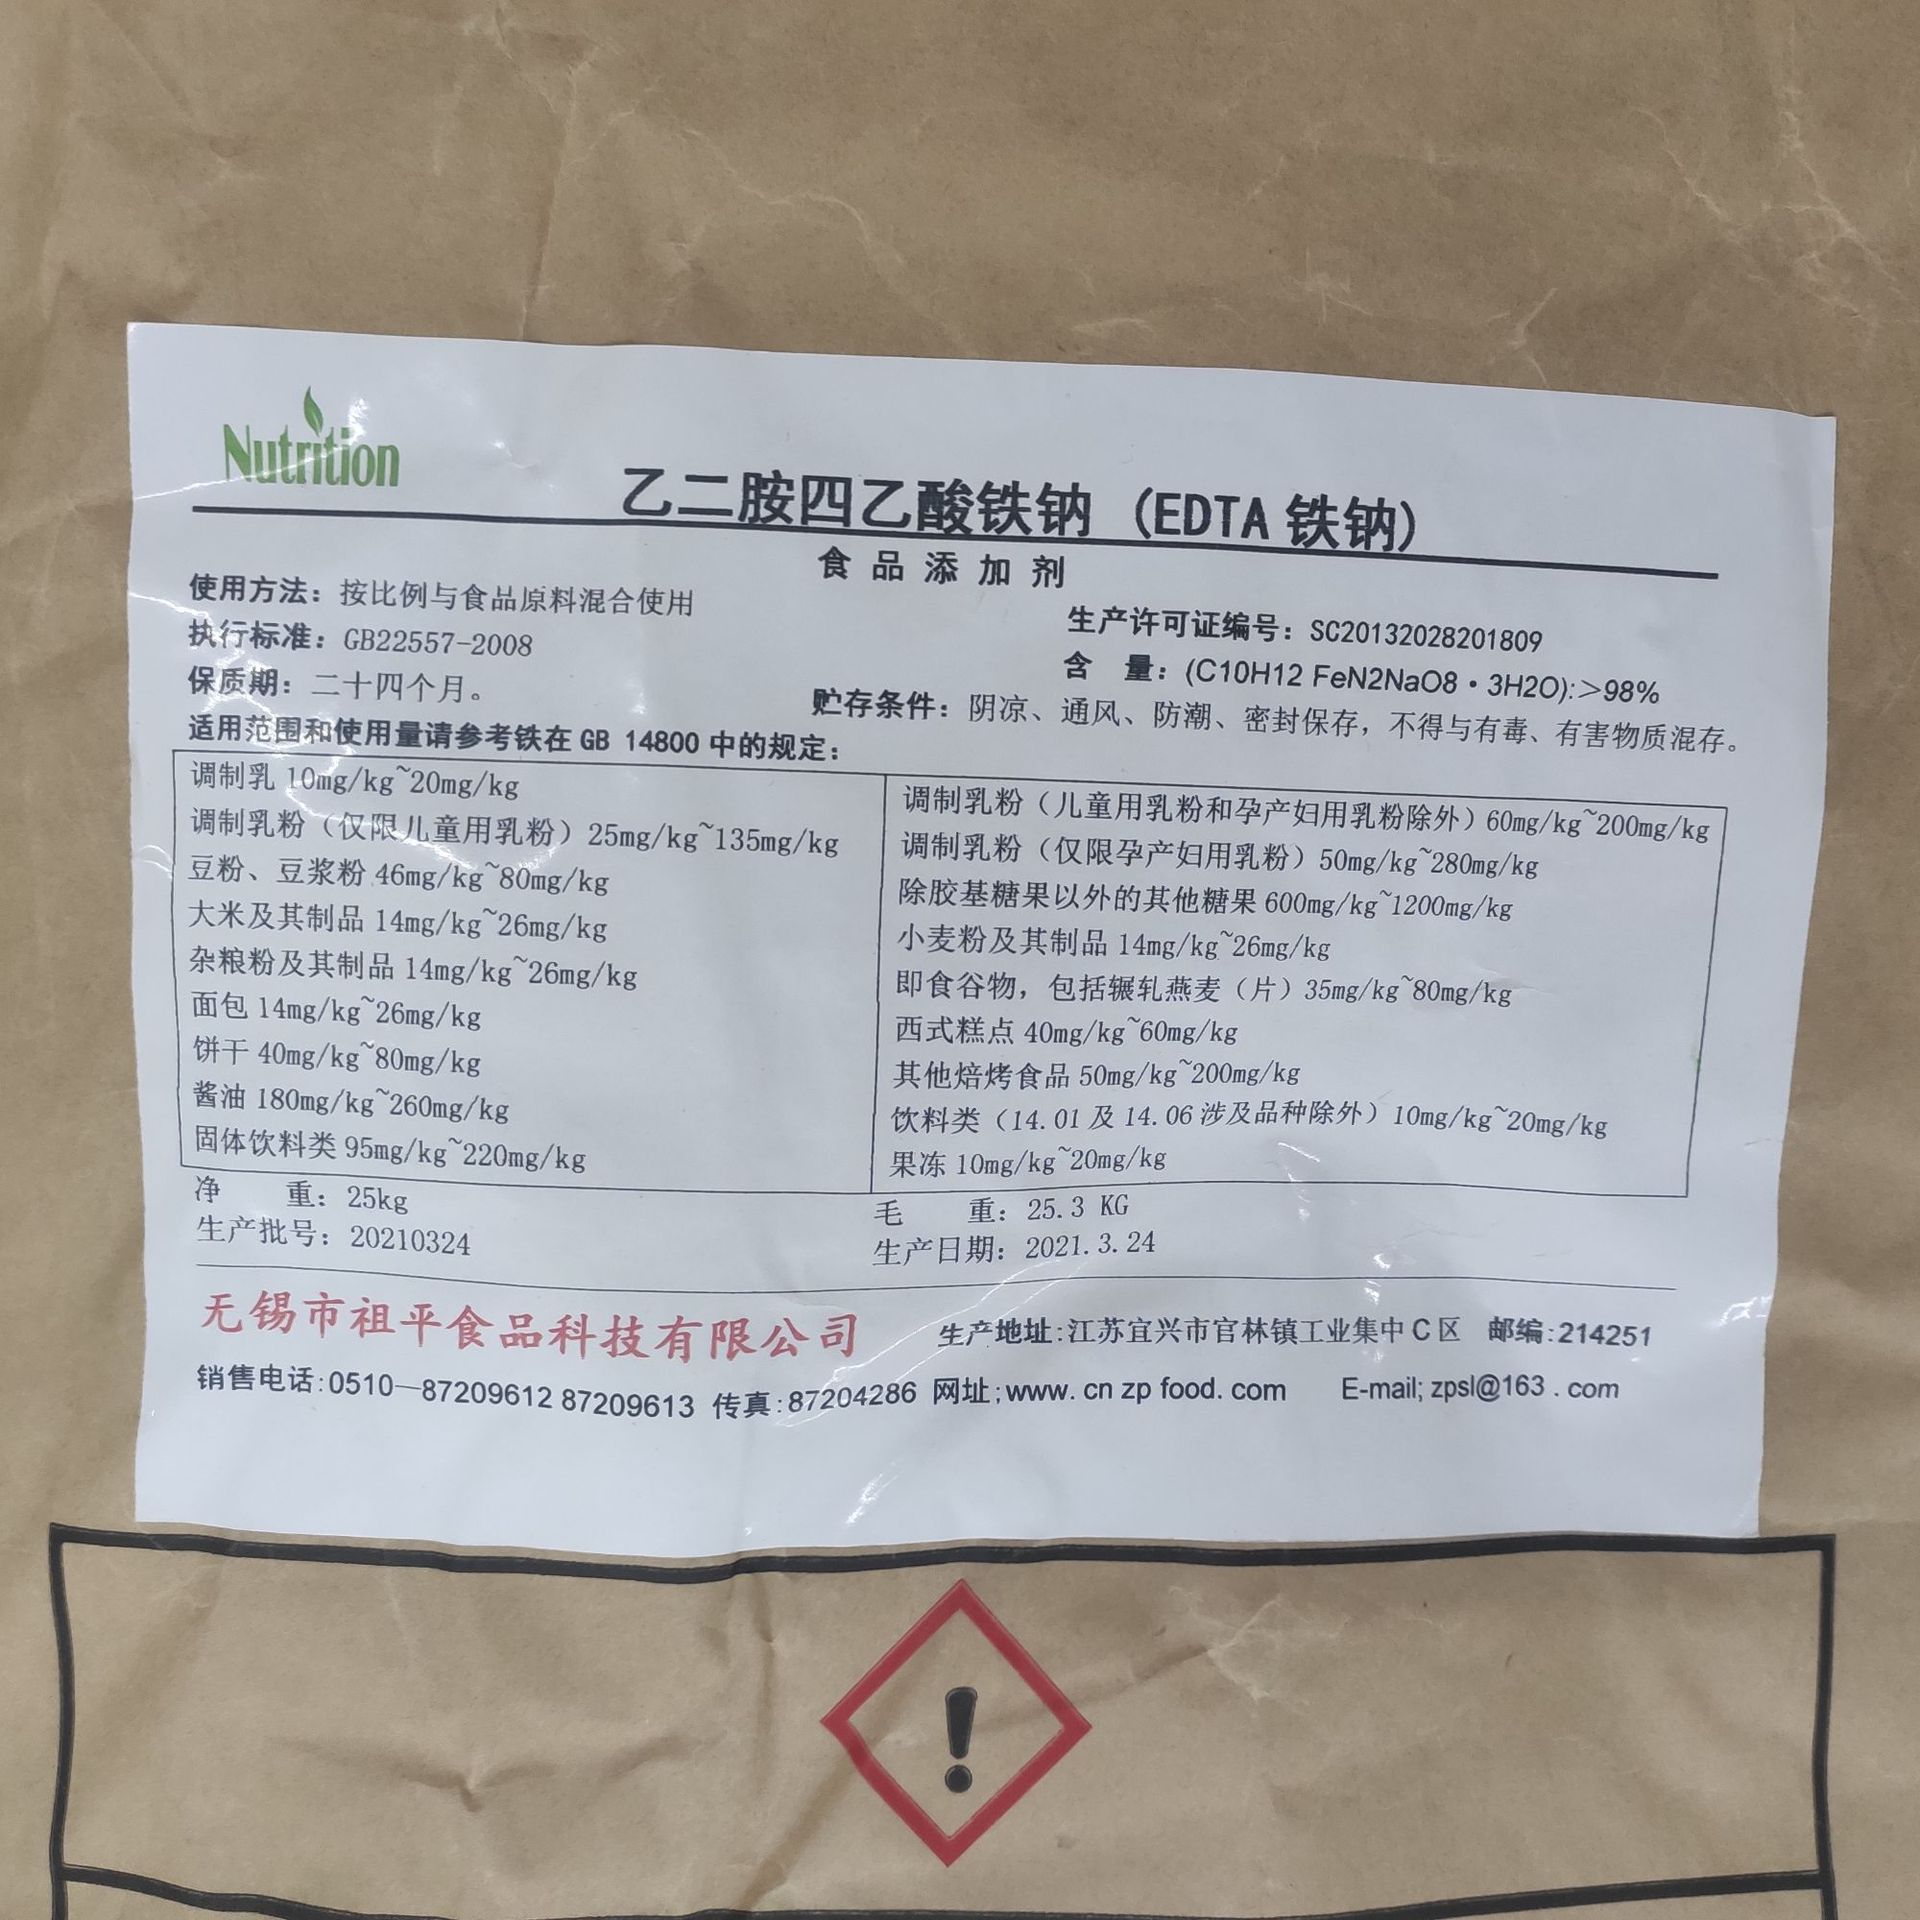 Nutrition
乙二胺四乙酸铁钠 (EDTA 铁钠)
食品添加剂
使用方法：按比例与食品原料混合使用
生产许可证编号：SC20132028201809
执行标准：GB22557-2008
含 量：(C10H12 FeN2NaO8·3H2O):＞98%
保质期：二十四个月。
贮存条件：阴凉、通风、防潮、密封保存，不得与有毒、有害物质混存。
适用范围和使用量请参考铁在 GB 14800 中的规定：
调制乳 10mg/kg~20mg/kg
调制乳粉（仅限儿童用乳粉）25mg/kg~135mg/kg
豆粉、豆浆粉 46mg/kg~80mg/kg
大米及其制品 14mg/kg~26mg/kg
杂粮粉及其制品 14mg/kg~26mg/kg
面包 14mg/kg~26mg/kg
饼干 40mg/kg~80mg/kg
酱油 180mg/kg~260mg/kg
固体饮料类 95mg/kg~220mg/kg
调制乳粉（儿童用乳粉和孕产妇用乳粉除外）60mg/kg~200mg/kg
调制乳粉（仅限孕产妇用乳粉）50mg/kg~280mg/kg
除胶基糖果以外的其他糖果 600mg/kg~1200mg/kg
小麦粉及其制品 14mg/kg~26mg/kg
即食谷物，包括辗轧燕麦（片）35mg/kg~80mg/kg
西式糕点 40mg/kg~60mg/kg
其他焙烤食品 50mg/kg~200mg/kg
饮料类（14.01 及 14.06 涉及品种除外）10mg/kg~20mg/kg
果冻 10mg/kg~20mg/kg
净 重：25kg
毛 重：25.3 KG
生产批号：20210324
生产日期：2021.3.24
无锡市祖平食品科技有限公司
生产地址:江苏宜兴市官林镇工业集中C区 邮编:214251
销售电话:0510—87209612 87209613 传真:87204286 网址;www. cn zp food. com E-mail; zpsl@163 . com